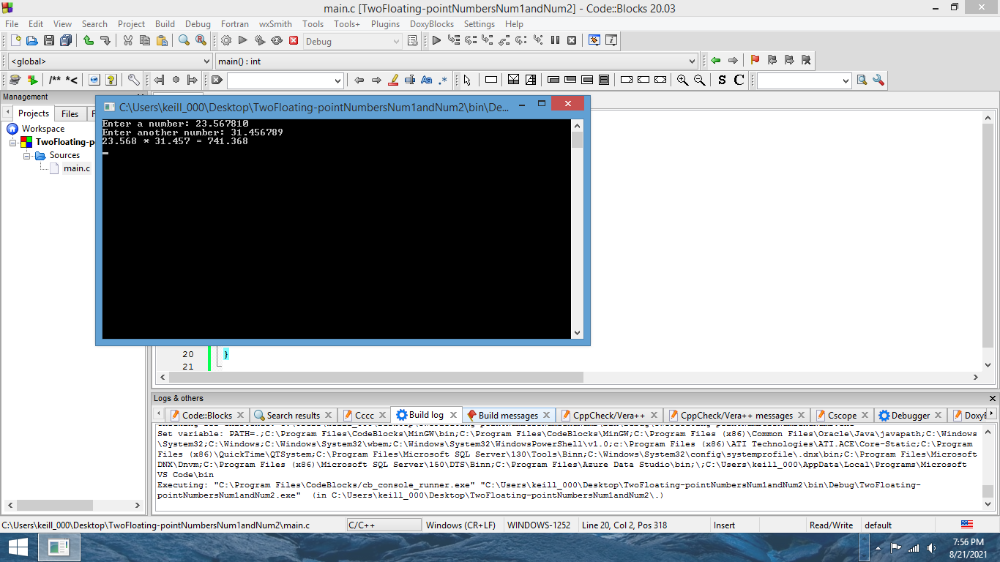 main.c [TwoFloating-pointNumbersNum1andNum2] - Code::Blocks 20.03
File Edit View Search Project Build Debug Fortran wxSmith Tools Tools+ Plugins DoxyBlocks Settings Help
Debug
<global> main() : int
/** *< Aa .* S C
Management
Projects Files F
C:\Users\keill_000\Desktop\TwoFloating-pointNumbersNum1andNum2\bin\De...
Enter a number: 23.567810
Enter another number: 31.456789
23.568 * 31.457 = 741.368
Workspace
TwoFloating-p
Sources
main.c
20 }
21
Logs & others
Code::Blocks Search results Cccc Build log Build messages CppCheck/Vera++ CppCheck/Vera++ messages Cscope Debugger DoxyB
Set variable: PATH=.;C:\Program Files\CodeBlocks\MinGW\bin;C:\Program Files\CodeBlocks\MinGW;C:\Program Files (x86)\Common Files\Oracle\Java\javapath;C:\Windows
\System32;C:\Windows;C:\Windows\System32\wbem;C:\Windows\System32\WindowsPowerShell\v1.0;c:\Program Files (x86)\ATI Technologies\ATI.ACE\Core-Static;C:\Program
Files (x86)\QuickTime\QTSystem;C:\Program Files\Microsoft SQL Server\130\Tools\Binn;C:\Windows\System32\config\systemprofile\.dnx\bin;C:\Program Files\Microsoft
DNX\Dnvm;C:\Program Files (x86)\Microsoft SQL Server\150\DTS\Binn;C:\Program Files\Azure Data Studio\bin;\;C:\Users\keill_000\AppData\Local\Programs\Microsoft
VS Code\bin
Executing: "C:\Program Files\CodeBlocks/cb_console_runner.exe" "C:\Users\keill_000\Desktop\TwoFloating-pointNumbersNum1andNum2\bin\Debug\TwoFloating-
pointNumbersNum1andNum2.exe"  (in C:\Users\keill_000\Desktop\TwoFloating-pointNumbersNum1andNum2\.)
C:\Users\keill_000\Desktop\TwoFloating-pointNumbersNum1andNum2\main.c C/C++ Windows (CR+LF) WINDOWS-1252 Line 20, Col 2, Pos 318 Insert Read/Write default
7:56 PM
8/21/2021